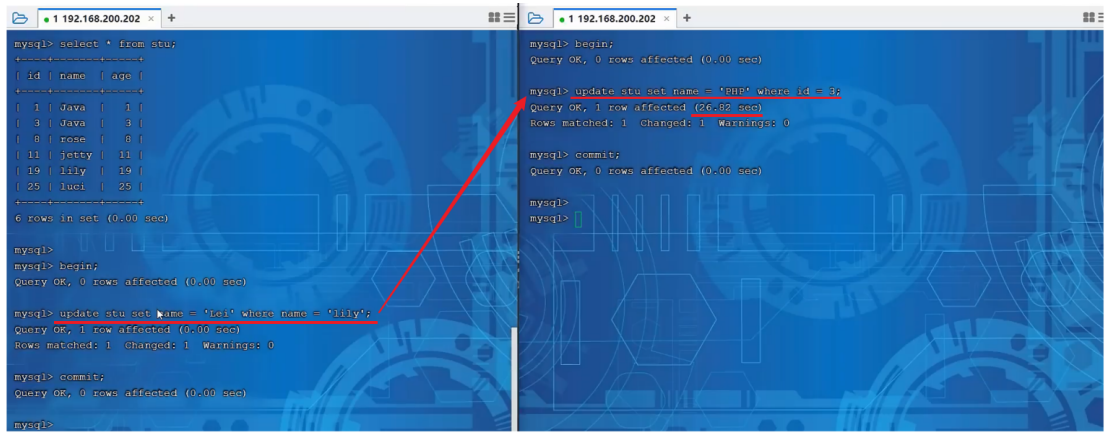 1 192.168.200.202 × +
mysql> select * from stu;
+----+-------+-----+
| id | name  | age |
+----+-------+-----+
|  1 | Java  |   1 |
|  3 | Java  |   3 |
|  8 | rose  |   8 |
| 11 | jetty |  11 |
| 19 | lily  |  19 |
| 25 | luci  |  25 |
+----+-------+-----+
6 rows in set (0.00 sec)
mysql>
mysql> begin;
Query OK, 0 rows affected (0.00 sec)
mysql> update stu set name = 'Lei' where name = 'lily';
Query OK, 1 row affected (0.00 sec)
Rows matched: 1  Changed: 1  Warnings: 0
mysql> commit;
Query OK, 0 rows affected (0.00 sec)
mysql>
1 192.168.200.202 × +
mysql> begin;
Query OK, 0 rows affected (0.00 sec)
mysql> update stu set name = 'PHP' where id = 3;
Query OK, 1 row affected (26.82 sec)
Rows matched: 1  Changed: 1  Warnings: 0
mysql> commit;
Query OK, 0 rows affected (0.00 sec)
mysql>
mysql>